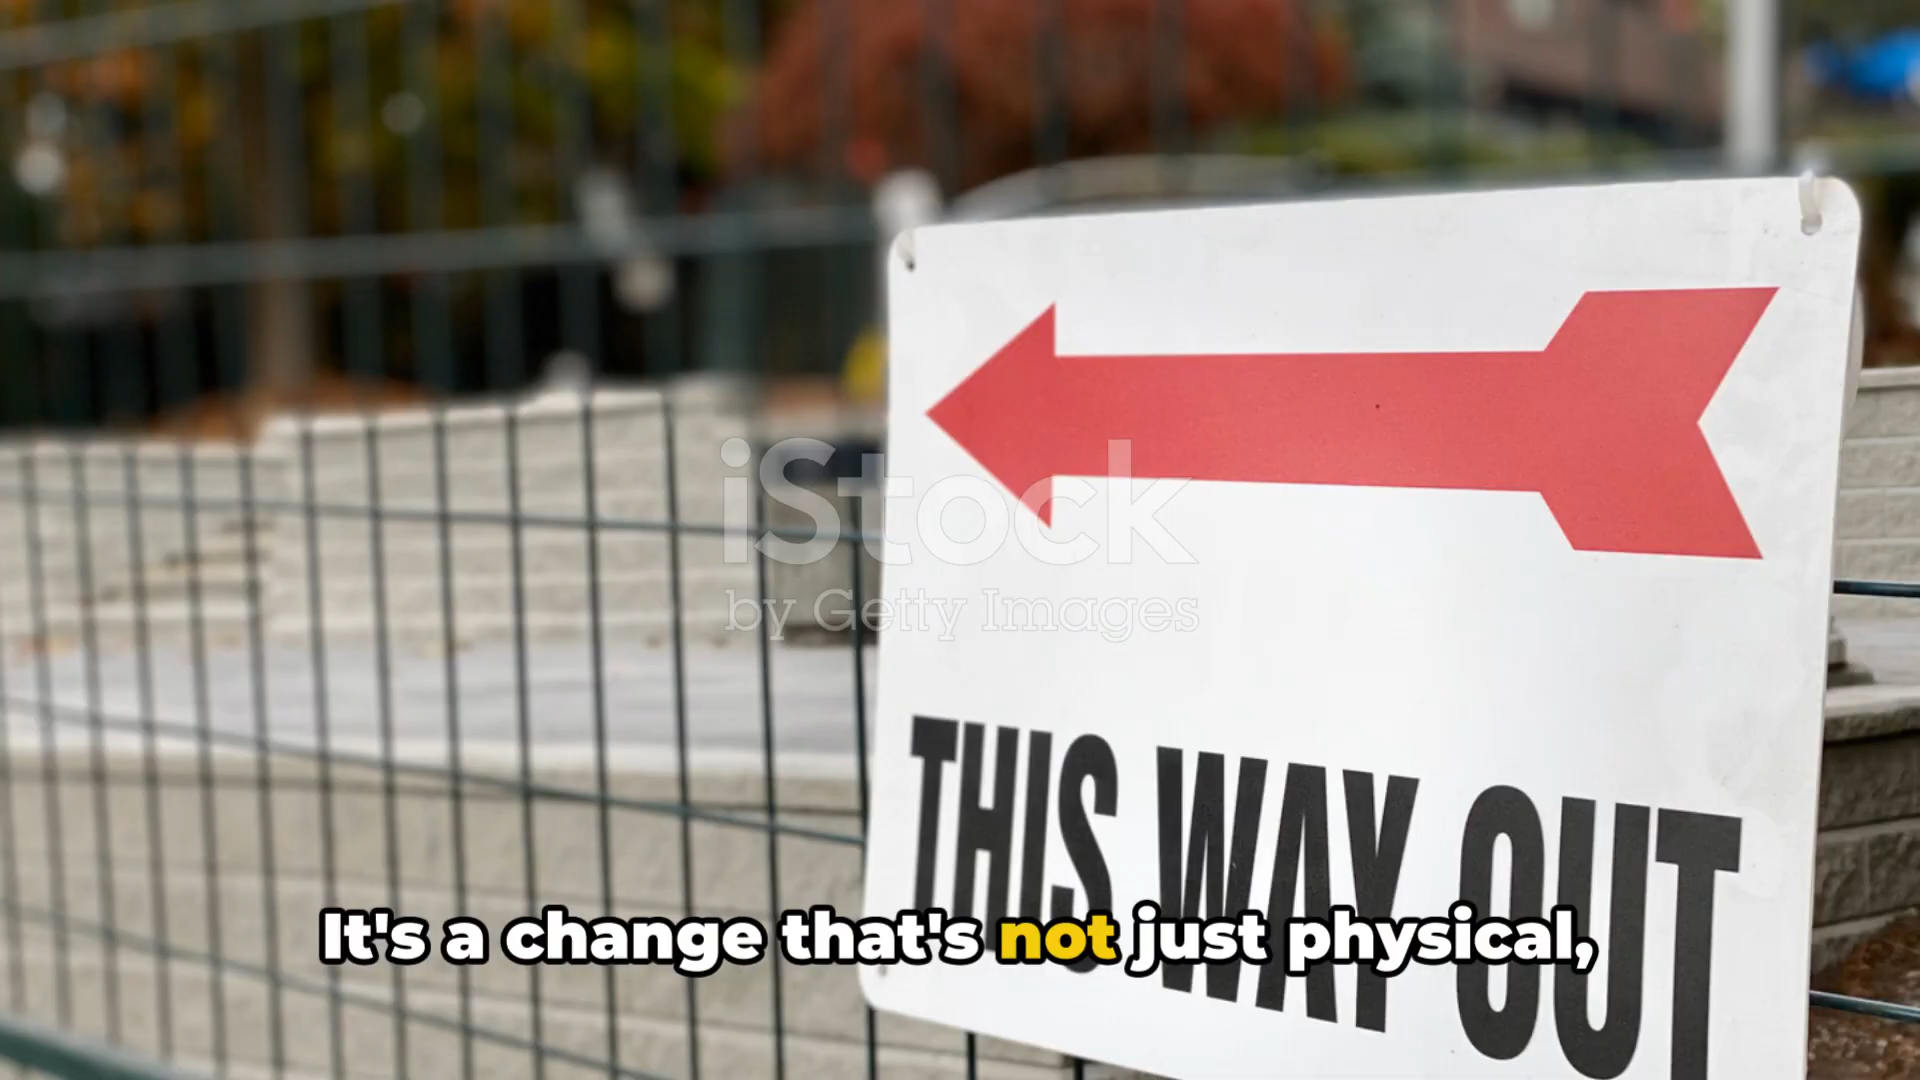 iStock
by Getty Images
THIS WAY OUT
It's a change that's not just physical,